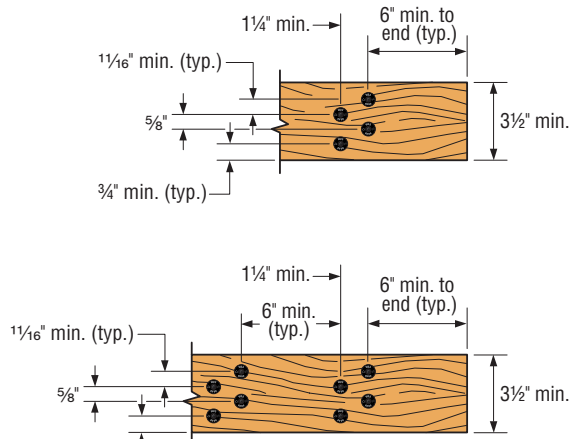 1¼" min.
6" min. to
end (typ.)
¹¹⁄₁₆" min. (typ.)
⅝"
3½" min.
¾" min. (typ.)
1¼" min.
6" min.
(typ.)
6" min. to
end (typ.)
¹¹⁄₁₆" min. (typ.)
⅝"
3½" min.